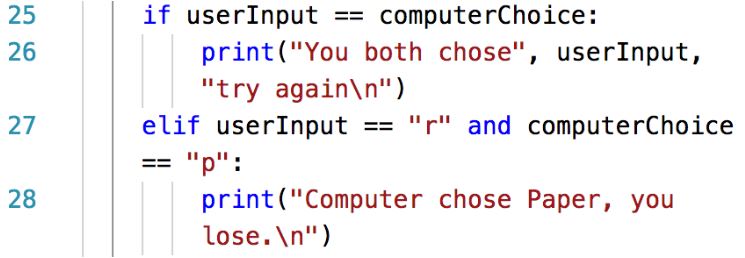 25 if userInput == computerChoice:
26 print("You both chose", userInput,
"try again\n")
27 elif userInput == "r" and computerChoice
== "p":
28 print("Computer chose Paper, you
lose.\n")